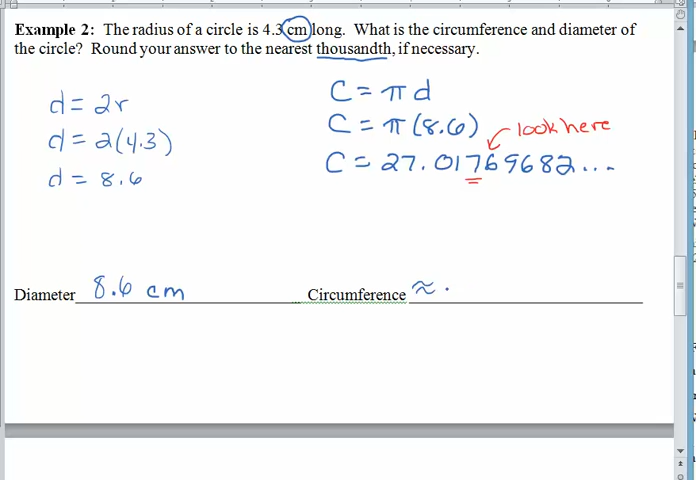 Example 2: The radius of a circle is 4.3 cm long. What is the circumference and diameter of
the circle? Round your answer to the nearest thousandth, if necessary.
d = 2r
d = 2(4.3)
d = 8.6
C = π d
C = π (8.6)
look here
C = 27.01769682...
Diameter 8.6 cm
Circumference ≈ .